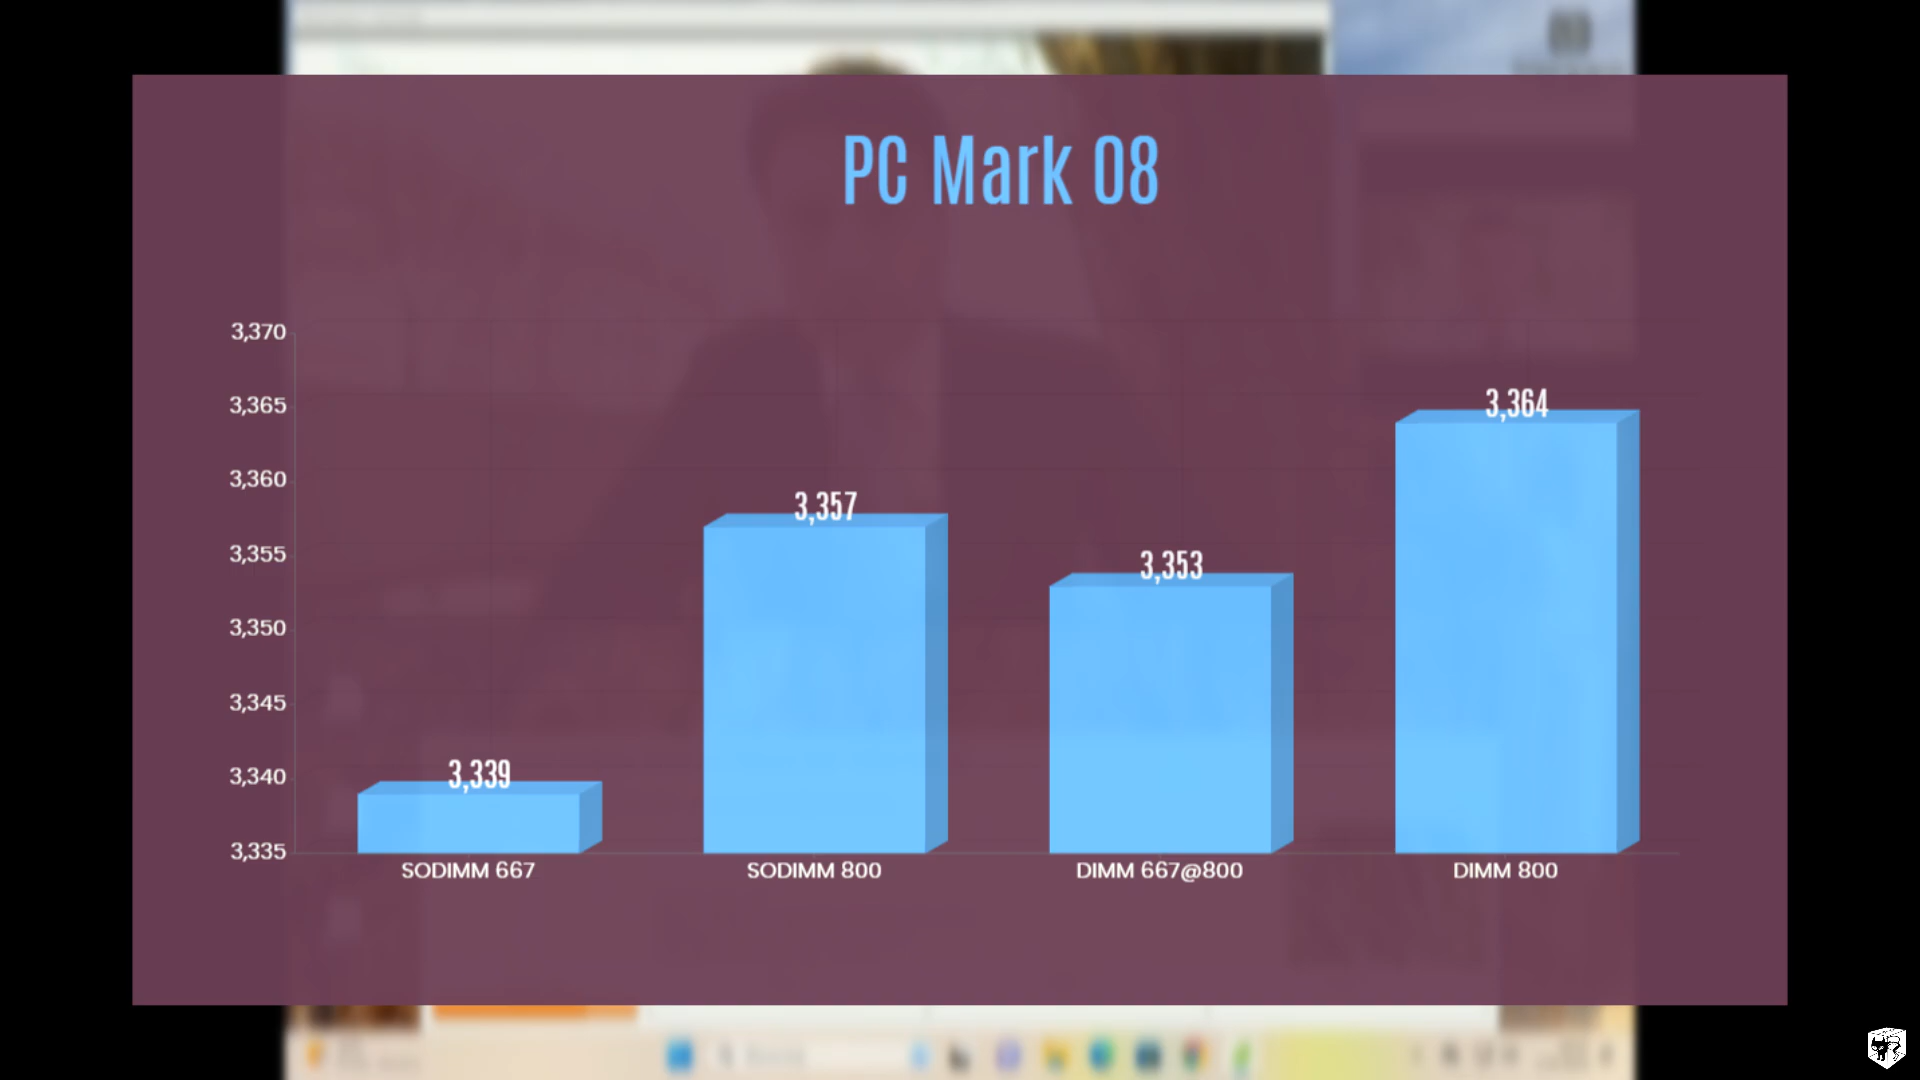 PC Mark 08
3,370
3,365
3,360
3,355
3,350
3,345
3,340
3,335
3,339
3,357
3,353
3,364
SODIMM 667
SODIMM 800
DIMM 667@800
DIMM 800